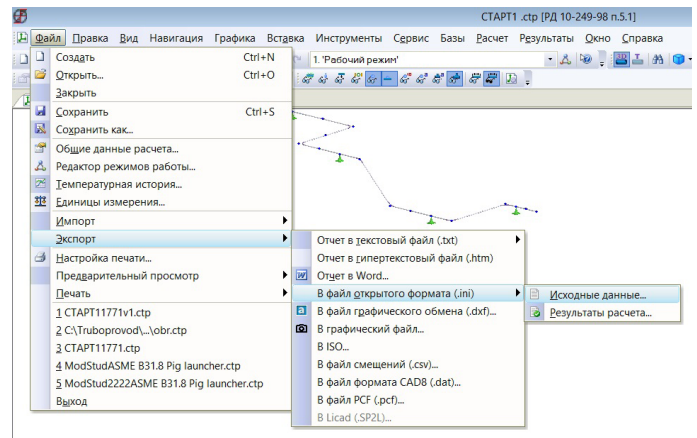 СТАРТ1 .ctp [РД 10-249-98 п.5.1]
Файл Правка Вид Навигация Графика Вставка Инструменты Сервис Базы Расчет Результаты Окно Справка
Создать Ctrl+N
1. 'Рабочий режим'
Открыть... Ctrl+O
Закрыть
Сохранить Ctrl+S
Сохранить как...
Общие данные расчета...
Редактор режимов работы...
Температурная история...
Единицы измерения...
Импорт
Экспорт
Настройка печати...
Предварительный просмотр
Печать
1 СТАРТ11771v1.ctp
2 C:\Truboprovod\...\obr.ctp
3 СТАРТ11771.ctp
4 ModStudASME B31.8 Pig launcher.ctp
5 ModStud2222ASME B31.8 Pig launcher.ctp
Выход
Отчет в текстовый файл (.txt)
Отчет в гипертекстовый файл (.htm)
Отчет в Word...
В файл открытого формата (.ini)
В файл графического обмена (.dxf)...
В графический файл...
В ISO...
В файл смещений (.csv)...
В файл формата CAD8 (.dat)...
В файл PCF (.pcf)...
В Licad (.SP2L)...
Исходные данные...
Результаты расчета...